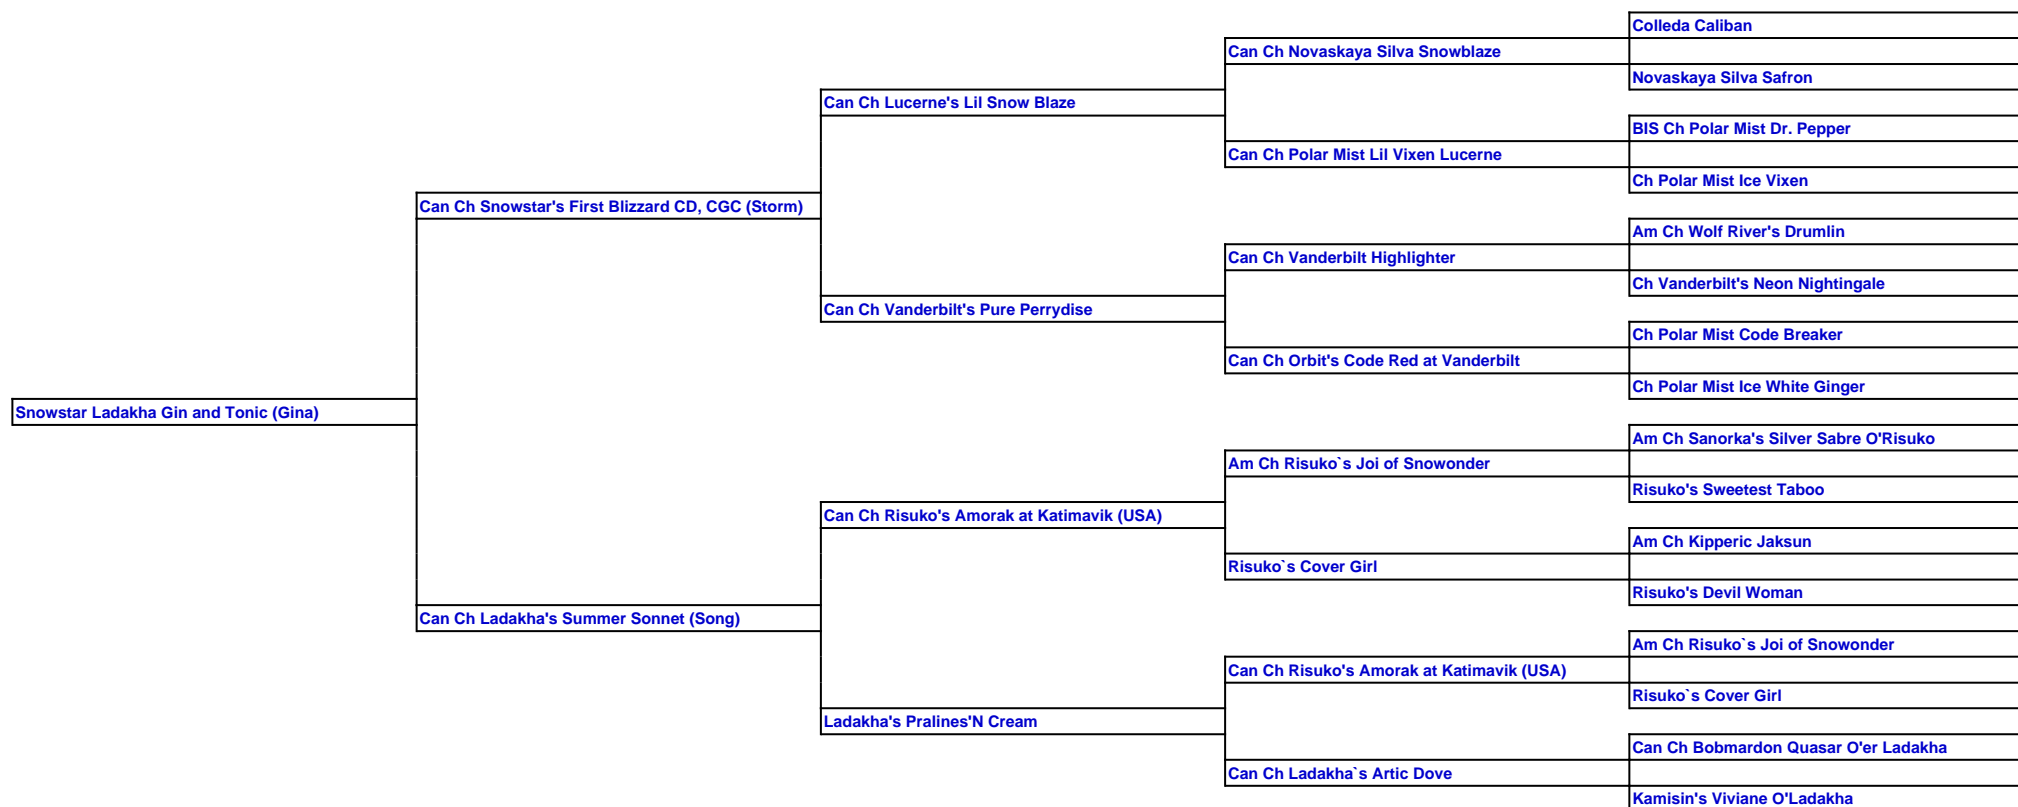 Colleda Caliban
Can Ch Novaskaya Silva Snowblaze
Novaskaya Silva Safron
Can Ch Lucerne's Lil Snow Blaze
BIS Ch Polar Mist Dr. Pepper
Can Ch Polar Mist Lil Vixen Lucerne
Ch Polar Mist Ice Vixen
Can Ch Snowstar's First Blizzard CD, CGC (Storm)
Am Ch Wolf River's Drumlin
Can Ch Vanderbilt Highlighter
Ch Vanderbilt's Neon Nightingale
Can Ch Vanderbilt's Pure Perrydise
Ch Polar Mist Code Breaker
Can Ch Orbit's Code Red at Vanderbilt
Ch Polar Mist Ice White Ginger
Snowstar Ladakha Gin and Tonic (Gina)
Am Ch Sanorka's Silver Sabre O'Risuko
Am Ch Risuko`s Joi of Snowonder
Risuko's Sweetest Taboo
Can Ch Risuko's Amorak at Katimavik (USA)
Am Ch Kipperic Jaksun
Risuko`s Cover Girl
Risuko's Devil Woman
Can Ch Ladakha's Summer Sonnet (Song)
Am Ch Risuko`s Joi of Snowonder
Can Ch Risuko's Amorak at Katimavik (USA)
Risuko`s Cover Girl
Ladakha's Pralines'N Cream
Can Ch Bobmardon Quasar O'er Ladakha
Can Ch Ladakha`s Artic Dove
Kamisin's Viviane O'Ladakha